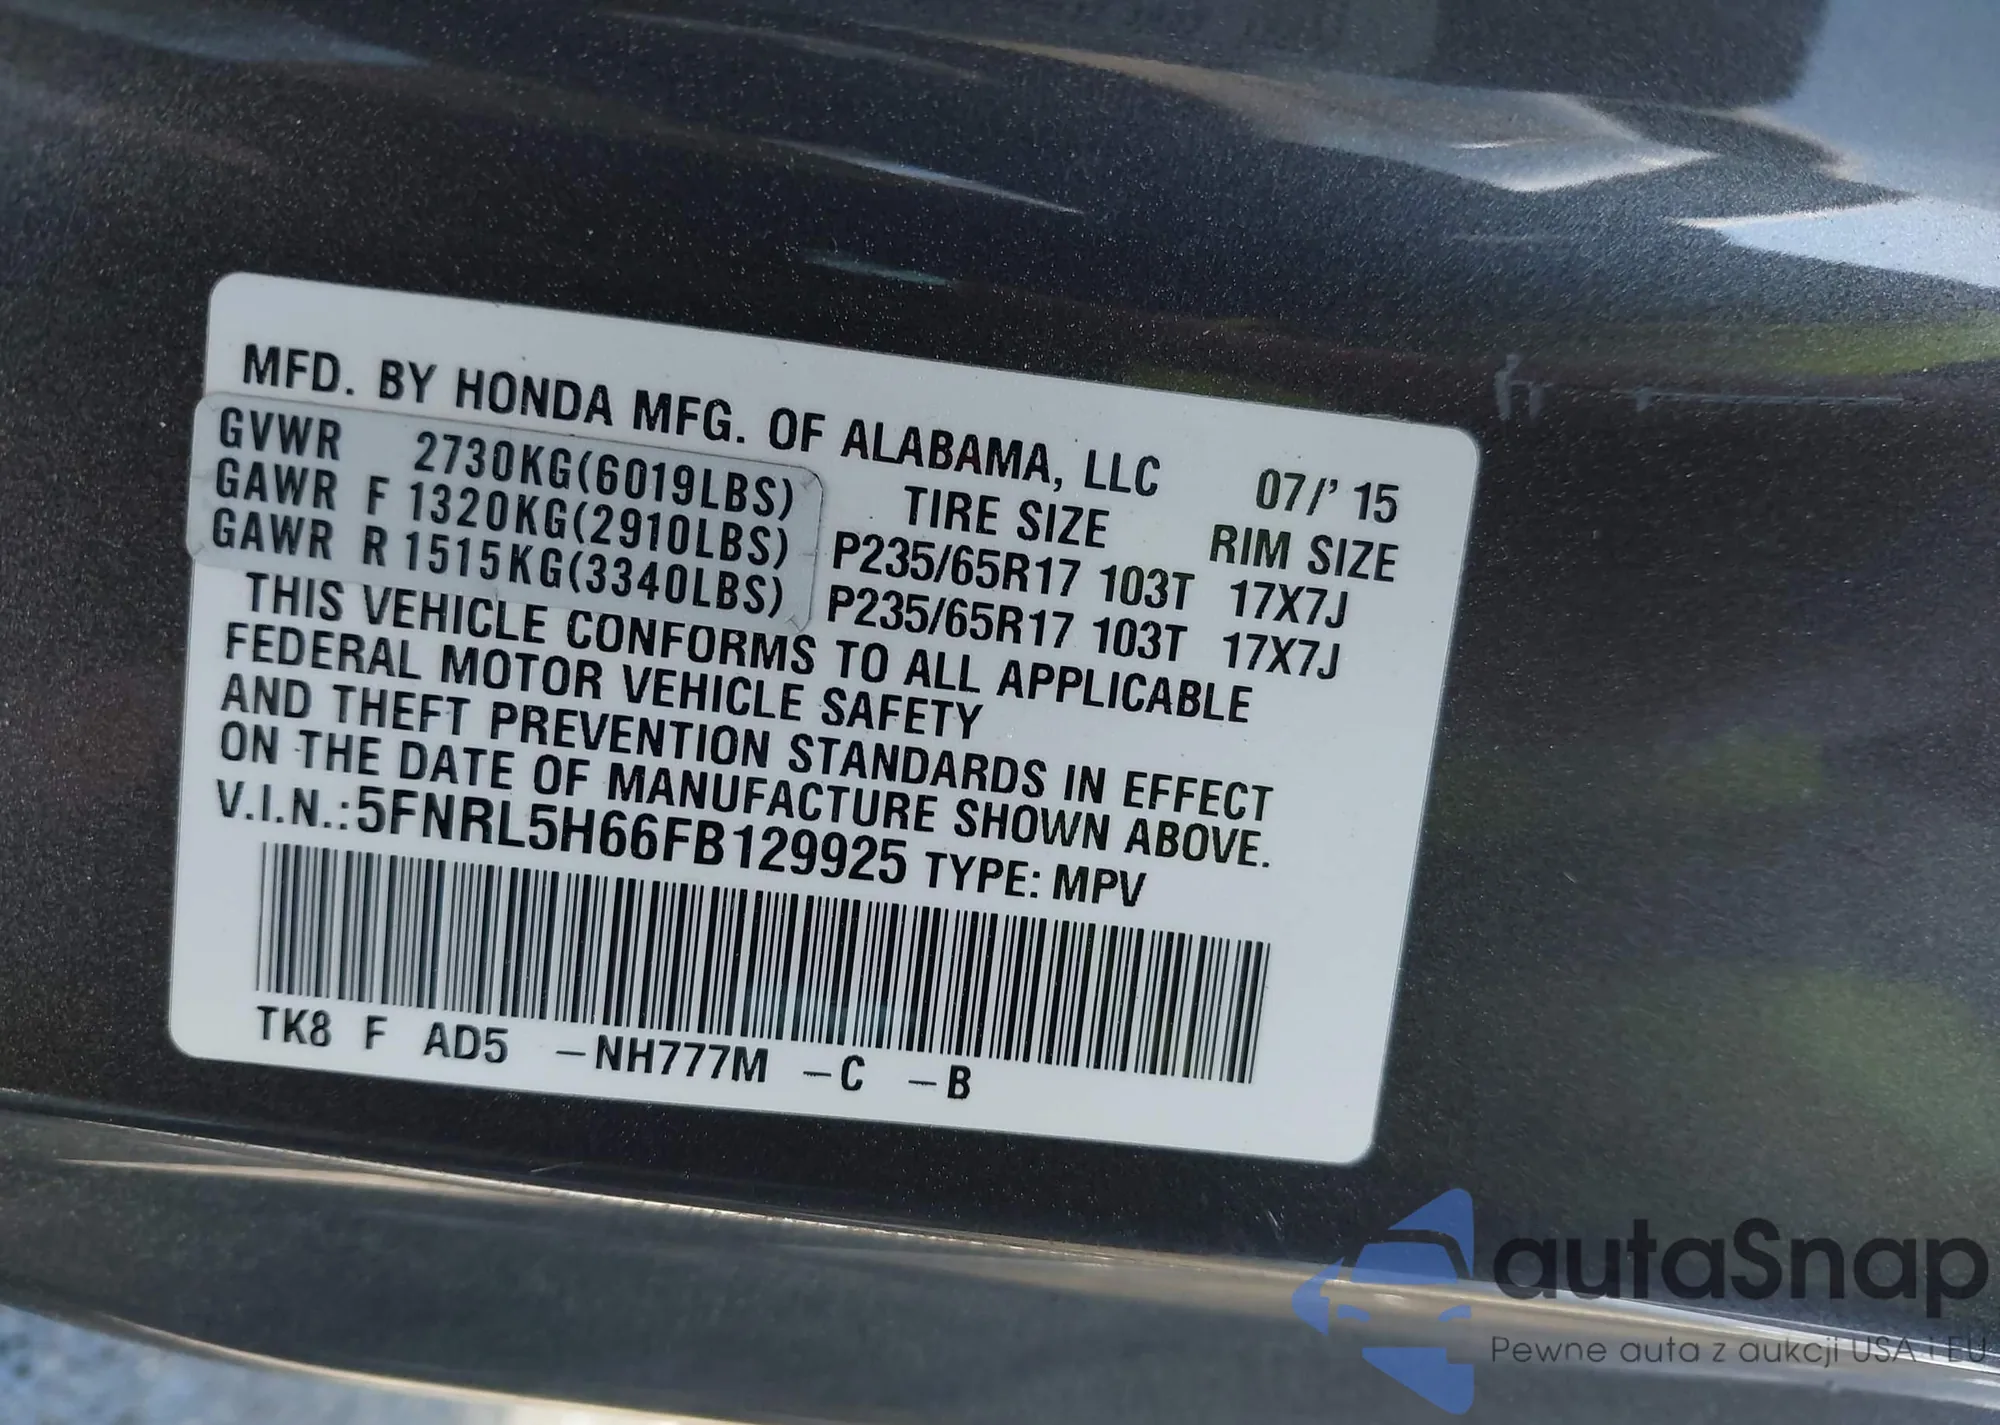 MFD. BY HONDA MFG. OF ALABAMA, LLC 07/' 15
GVWR 2730KG(6019LBS) TIRE SIZE RIM SIZE
GAWR F 1320KG(2910LBS) P235/65R17 103T 17X7J
GAWR R 1515KG(3340LBS) P235/65R17 103T 17X7J
THIS VEHICLE CONFORMS TO ALL APPLICABLE
FEDERAL MOTOR VEHICLE SAFETY
AND THEFT PREVENTION STANDARDS IN EFFECT
ON THE DATE OF MANUFACTURE SHOWN ABOVE.
V.I.N.:5FNRL5H66FB129925 TYPE: MPV
TK8 F AD5 -NH777M -C -B
autaSnap
Pewne auta z aukcji USA i EU